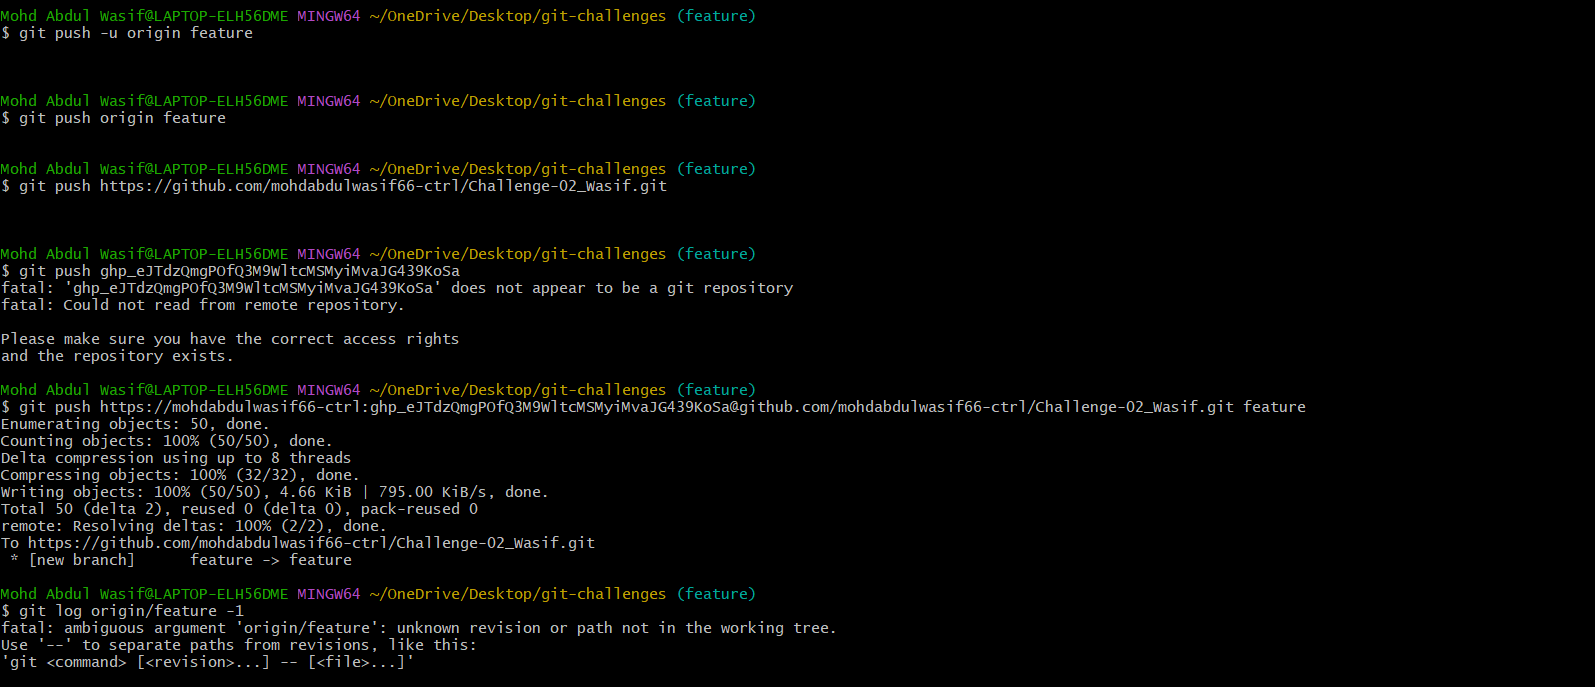 Mohd Abdul Wasif@LAPTOP-ELH56DME MINGW64 ~/OneDrive/Desktop/git-challenges (feature)
$ git push -u origin feature
Mohd Abdul Wasif@LAPTOP-ELH56DME MINGW64 ~/OneDrive/Desktop/git-challenges (feature)
$ git push origin feature
Mohd Abdul Wasif@LAPTOP-ELH56DME MINGW64 ~/OneDrive/Desktop/git-challenges (feature)
$ git push https://github.com/mohdabdulwasif66-ctrl/Challenge-02_Wasif.git
Mohd Abdul Wasif@LAPTOP-ELH56DME MINGW64 ~/OneDrive/Desktop/git-challenges (feature)
$ git push 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
fatal: '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' does not appear to be a git repository
fatal: Could not read from remote repository.
Please make sure you have the correct access rights
and the repository exists.
Mohd Abdul Wasif@LAPTOP-ELH56DME MINGW64 ~/OneDrive/Desktop/git-challenges (feature)
$ git push https://mohdabdulwasif66-ctrl: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@github.com/mohdabdulwasif66-ctrl/Challenge-02_Wasif.git feature
Enumerating objects: 50, done.
Counting objects: 100% (50/50), done.
Delta compression using up to 8 threads
Compressing objects: 100% (32/32), done.
Writing objects: 100% (50/50), 4.66 KiB | 795.00 KiB/s, done.
Total 50 (delta 2), reused 0 (delta 0), pack-reused 0
remote: Resolving deltas: 100% (2/2), done.
To https://github.com/mohdabdulwasif66-ctrl/Challenge-02_Wasif.git
 * [new branch]      feature -> feature
Mohd Abdul Wasif@LAPTOP-ELH56DME MINGW64 ~/OneDrive/Desktop/git-challenges (feature)
$ git log origin/feature -1
fatal: ambiguous argument 'origin/feature': unknown revision or path not in the working tree.
Use '--' to separate paths from revisions, like this:
'git <command> [<revision>...] -- [<file>...]'